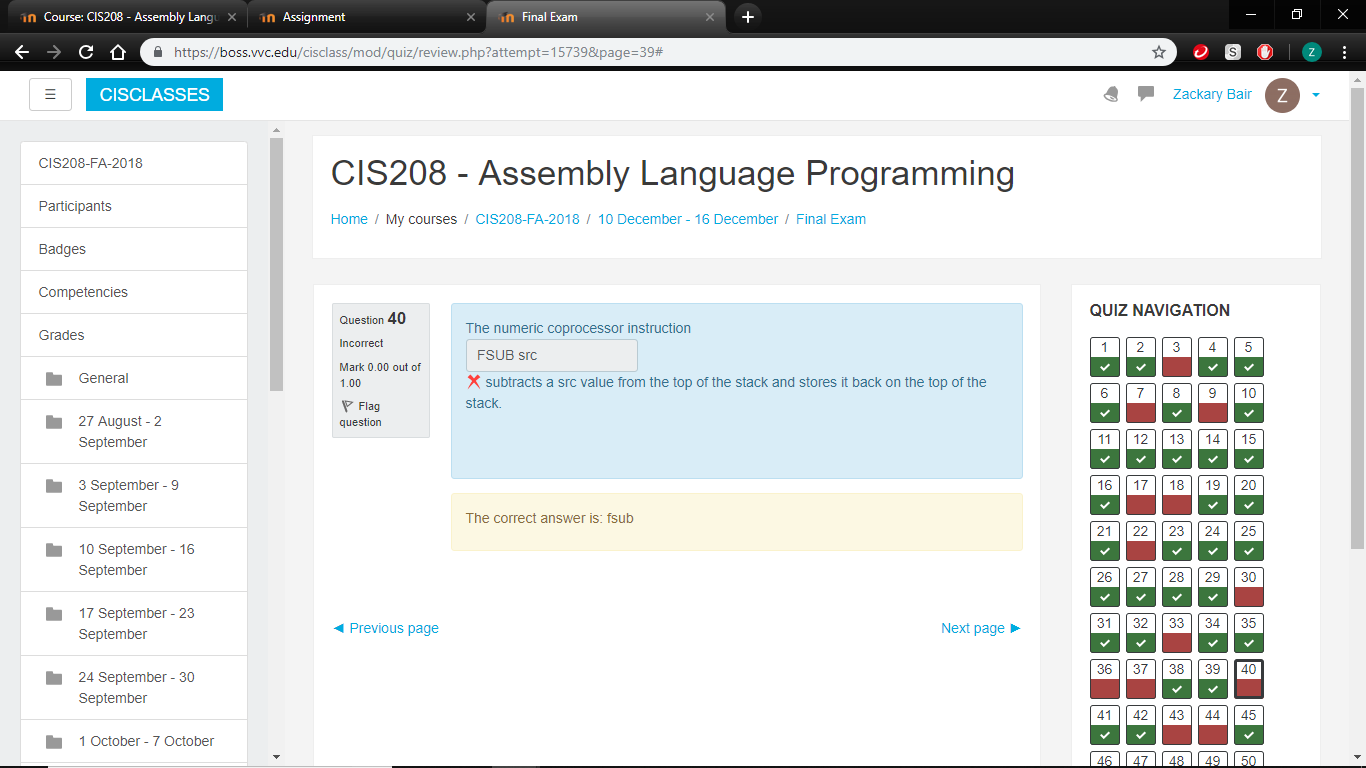 Course: CIS208 - Assembly Langu
Assignment
Final Exam
https://boss.vvc.edu/cisclass/mod/quiz/review.php?attempt=15739&page=39#
S
Z
CISCLASSES
Zackary Bair
Z
CIS208-FA-2018
Participants
Badges
Competencies
Grades
General
27 August - 2
September
3 September - 9
September
10 September - 16
September
17 September - 23
September
24 September - 30
September
1 October - 7 October
CIS208 - Assembly Language Programming
Home / My courses / CIS208-FA-2018 / 10 December - 16 December / Final Exam
Question 40
Incorrect
Mark 0.00 out of
1.00
Flag
question
The numeric coprocessor instruction
FSUB src
subtracts a src value from the top of the stack and stores it back on the top of the
stack.
The correct answer is: fsub
◄ Previous page
Next page ►
QUIZ NAVIGATION
1 2 3 4 5
6 7 8 9 10
11 12 13 14 15
16 17 18 19 20
21 22 23 24 25
26 27 28 29 30
31 32 33 34 35
36 37 38 39 40
41 42 43 44 45
46 47 48 49 50